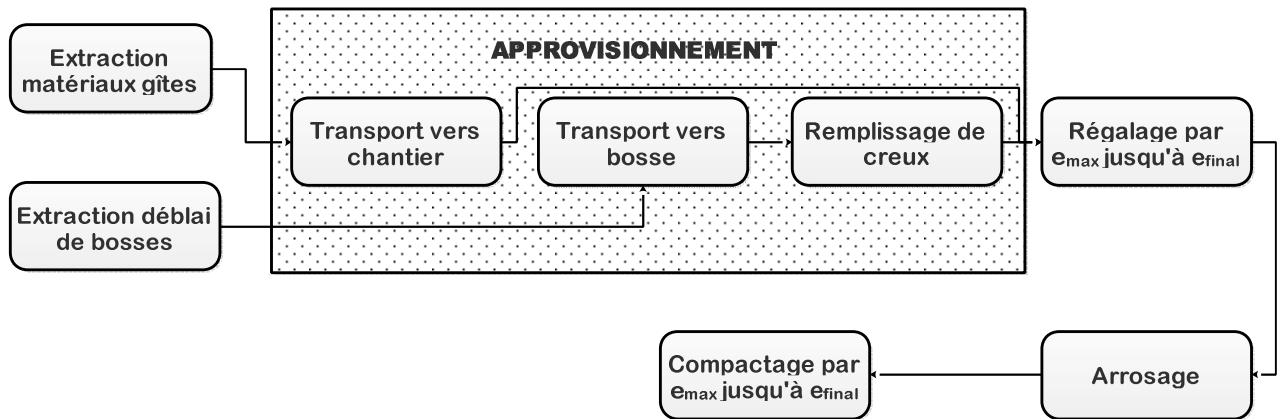 APPROVISIONNEMENT
Extraction
matériaux gîtes
Transport vers
chantier
Transport vers
bosse
Remplissage de
creux
Régalage par
emax jusqu'à efinal
Extraction déblai
de bosses
Compactage par
emax jusqu'à efinal
Arrosage